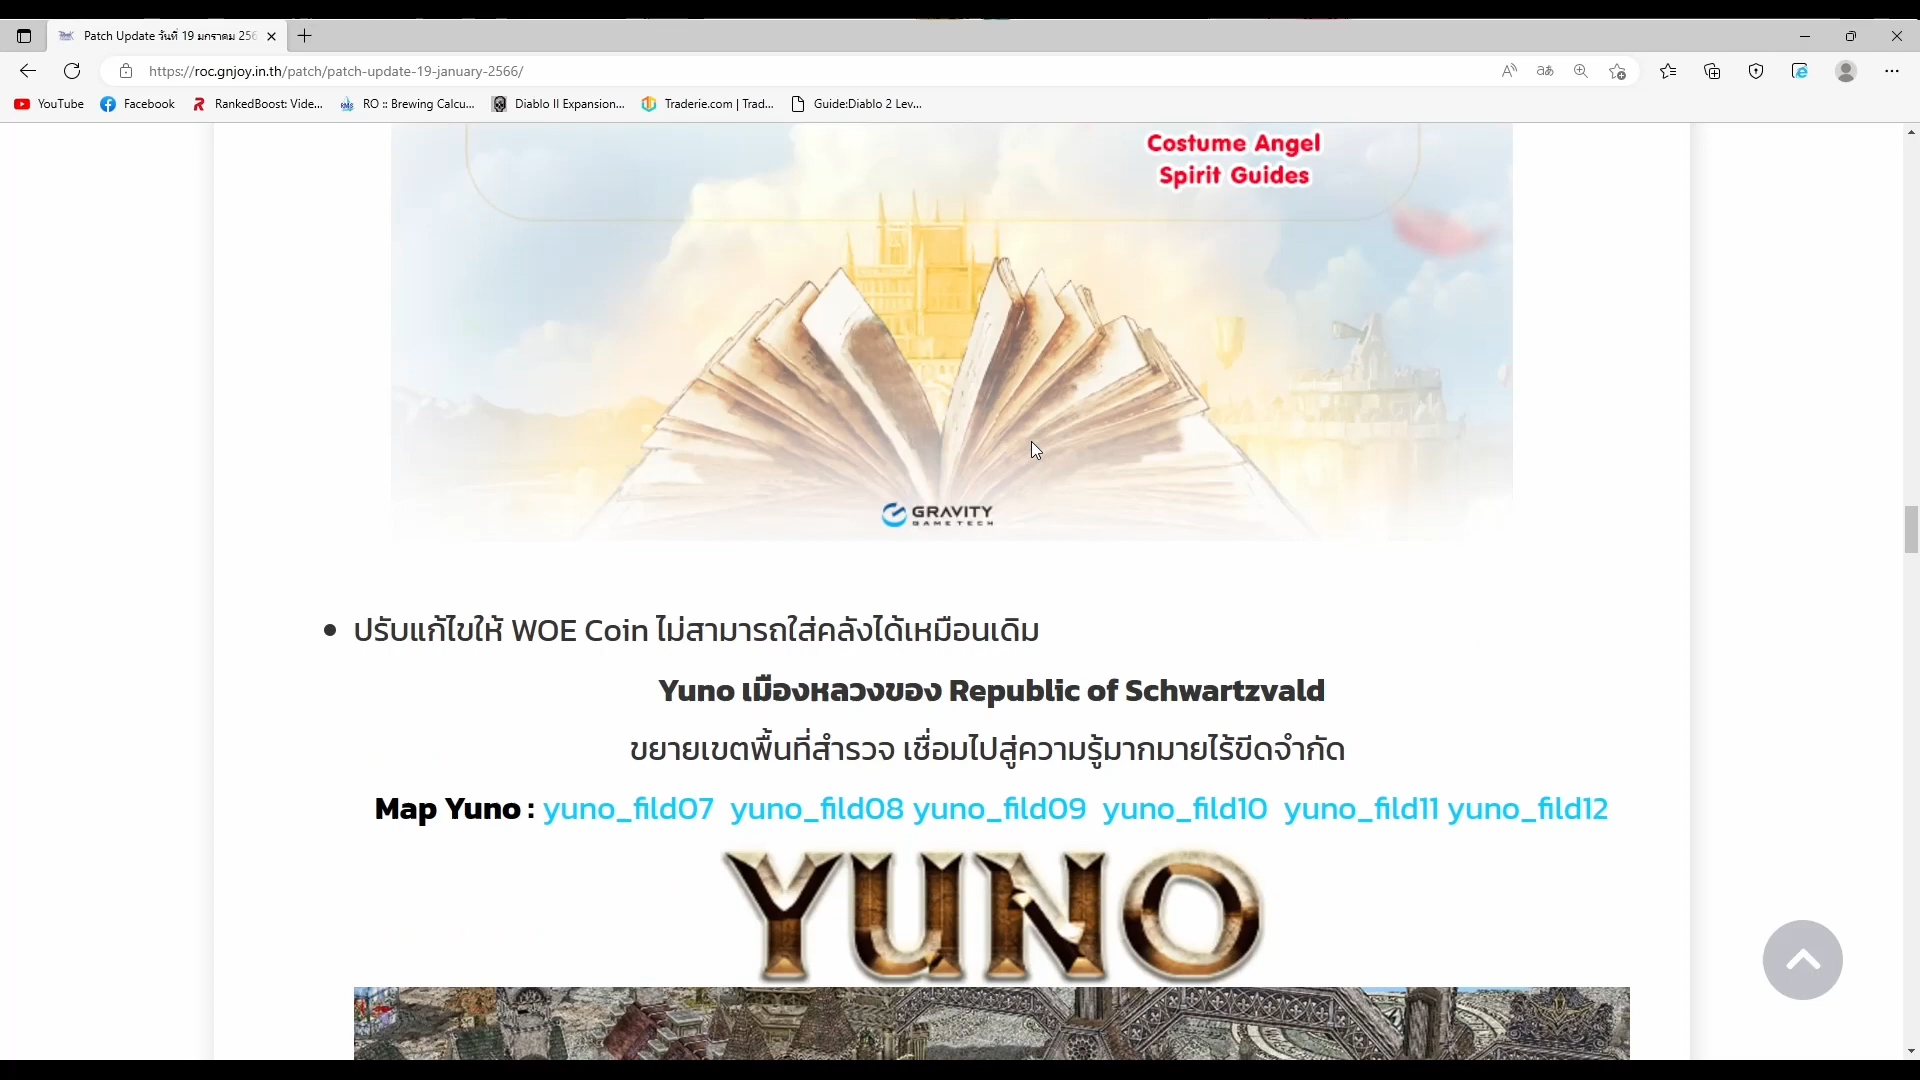 Patch Update วันที่ 19 มกราคม 256
https://roc.gnjoy.in.th/patch/patch-update-19-january-2566/
YouTube
Facebook
RankedBoost: Vide...
RO :: Brewing Calcu...
Diablo II Expansion...
Traderie.com | Trad...
Guide:Diablo 2 Lev...
Costume Angel
Spirit Guides
GRAVITY
GAME TECH
ปรับแก้ไขให้ WOE Coin ไม่สามารถใส่คลังได้เหมือนเดิม
Yuno เมืองหลวงของ Republic of Schwartzvald
ขยายเขตพื้นที่สำรวจ เชื่อมไปสู่ความรู้มากมายไร้ขีดจำกัด
Map Yuno : yuno_fild07 yuno_fild08 yuno_fild09 yuno_fild10 yuno_fild11 yuno_fild12
YUNO